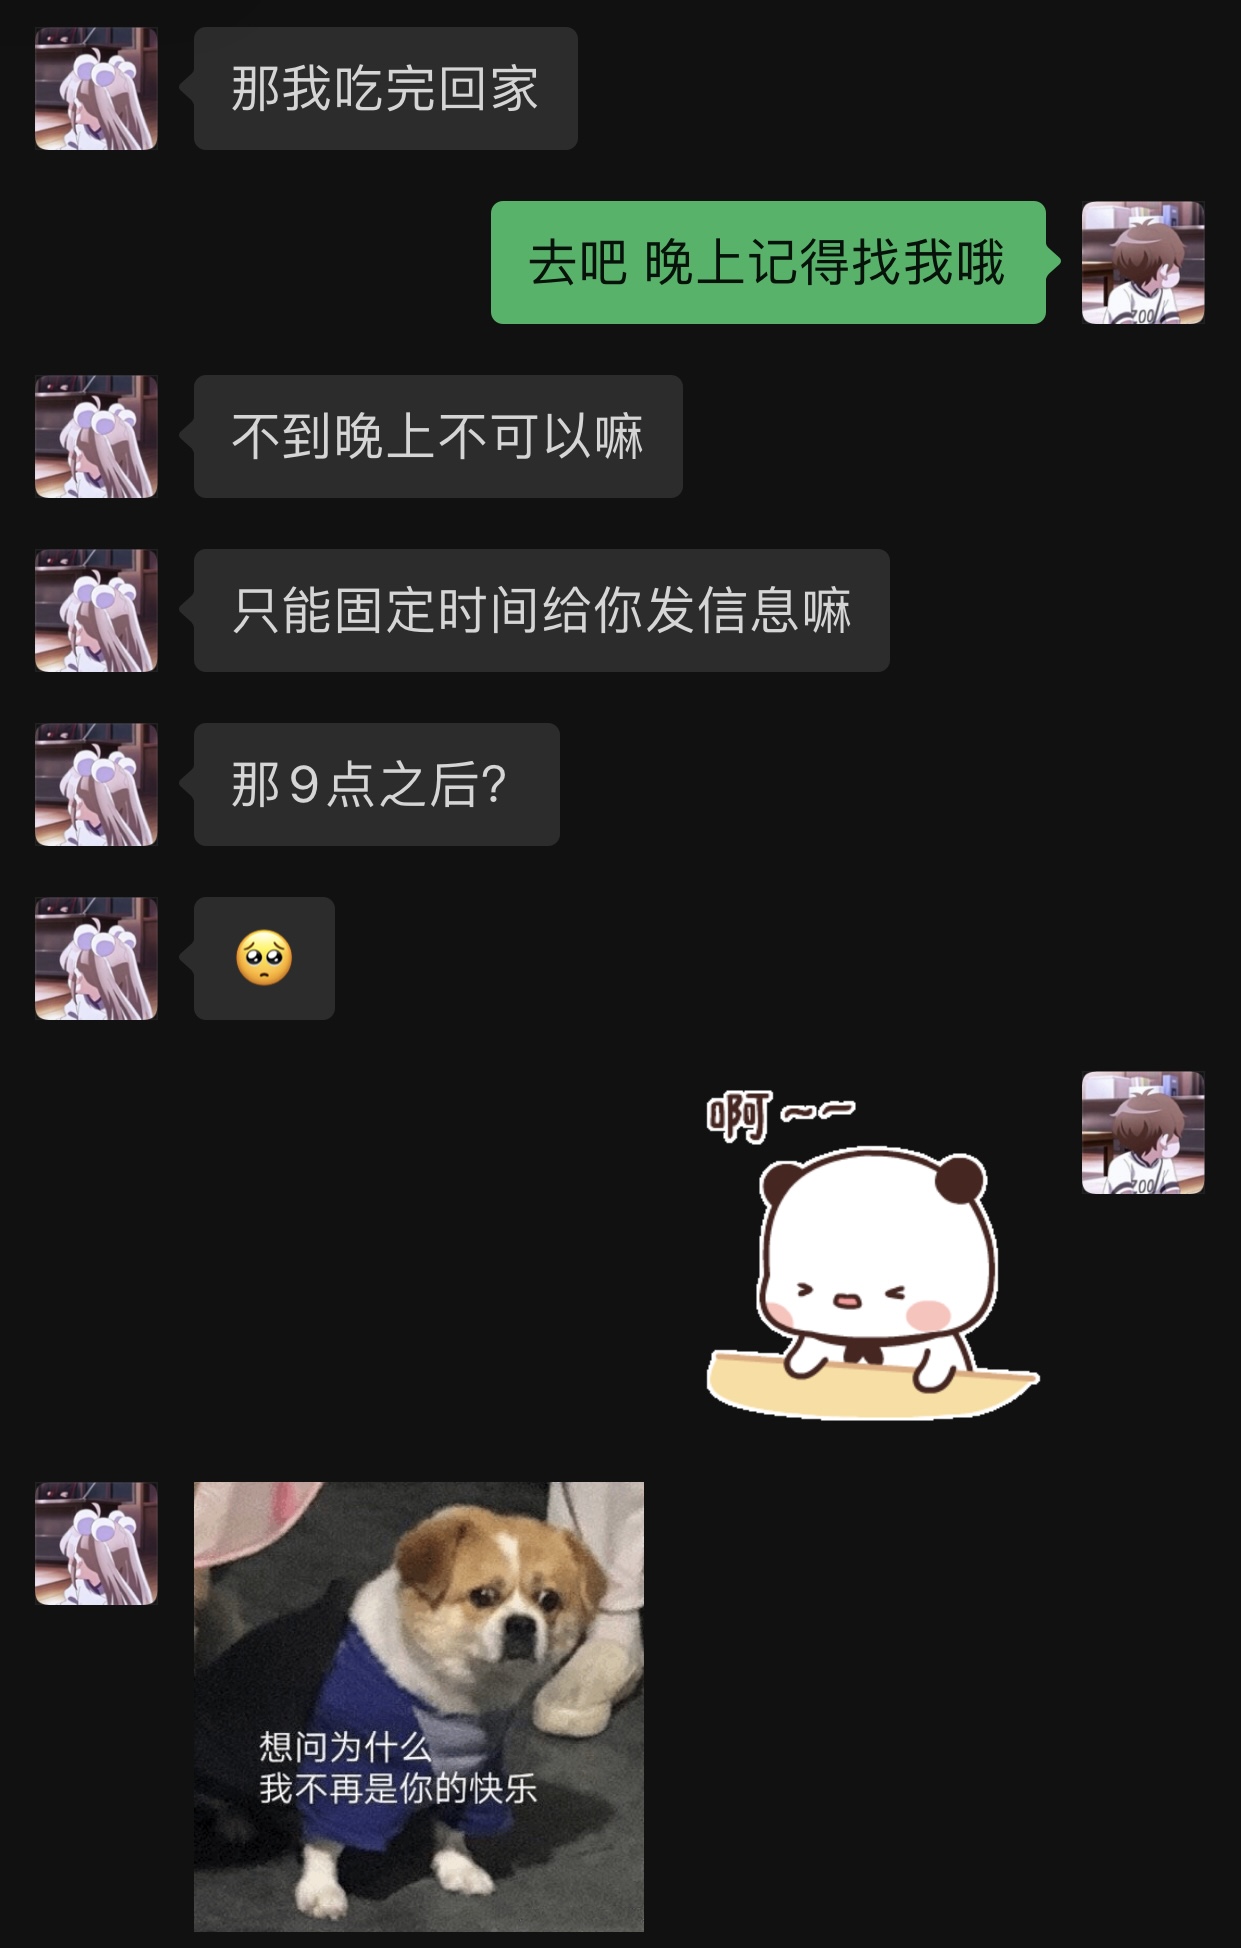 那我吃完回家
去吧 晚上记得找我哦
不到晚上不可以嘛
只能固定时间给你发信息嘛
那9点之后?
啊~~
想问为什么
我不再是你的快乐
ZOO